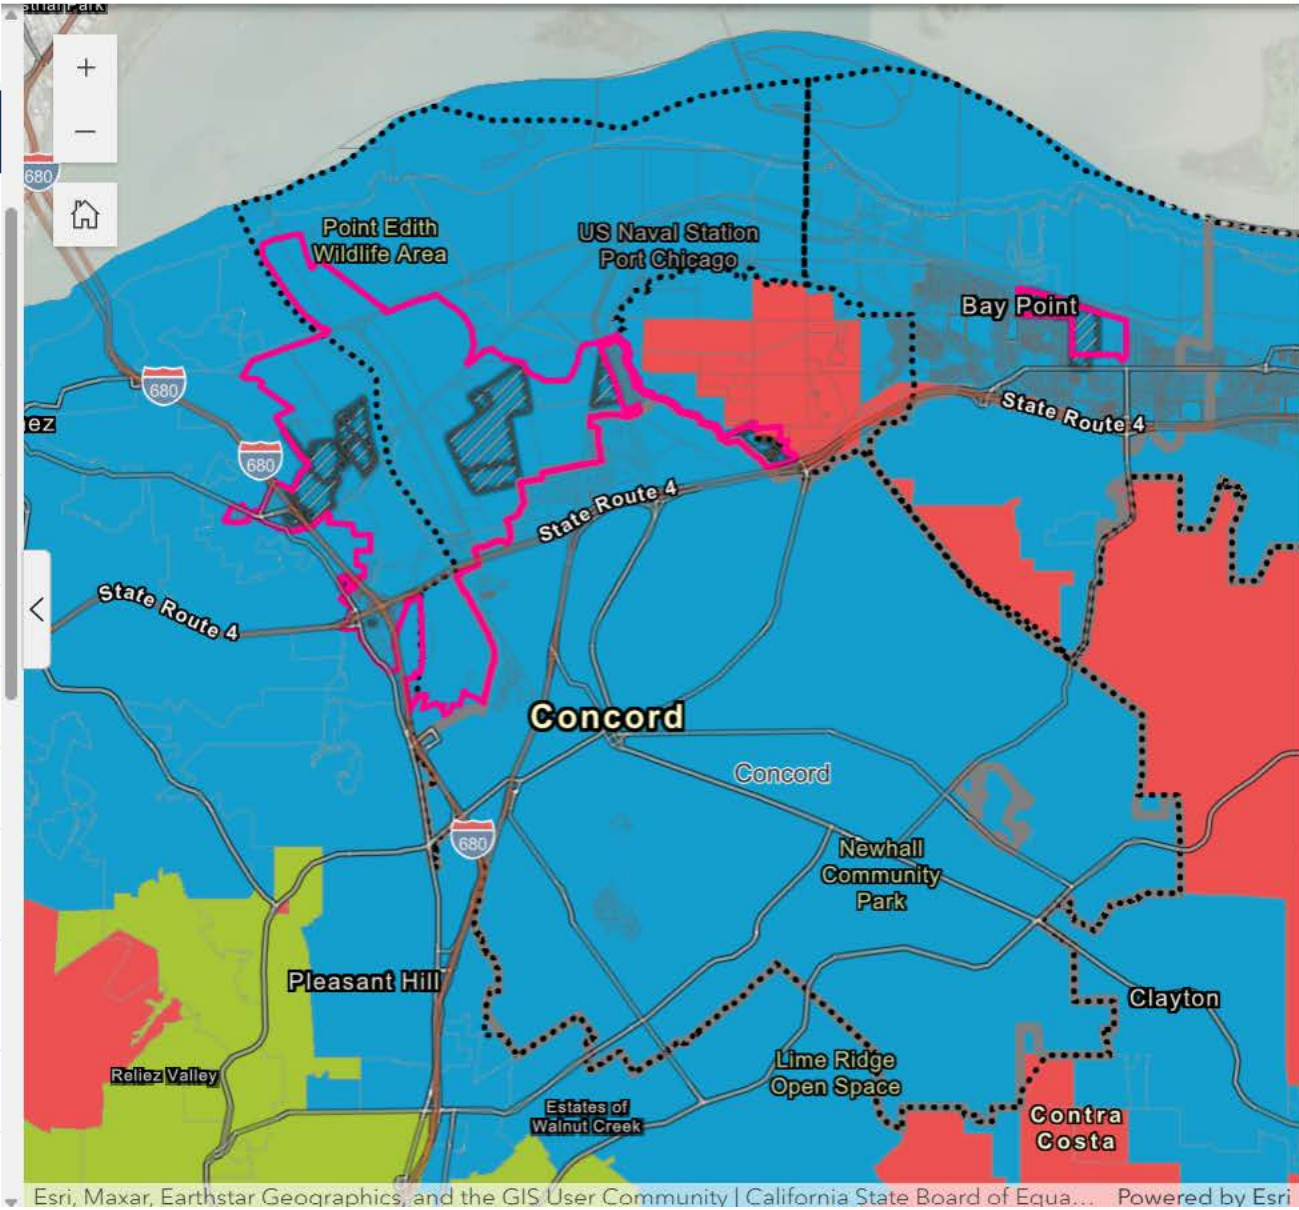 strial Park
+
−
680
Point Edith
Wildlife Area
US Naval Station
Port Chicago
Bay Point
680
State Route 4
ez
680
State Route 4
State Route 4
Concord
Concord
680
Newhall
Community
Park
Pleasant Hill
Clayton
Reliez Valley
Lime Ridge
Open Space
Estates of
Walnut Creek
Contra
Costa
Esri, Maxar, Earthstar Geographics, and the GIS User Community | California State Board of Equa... Powered by Esri